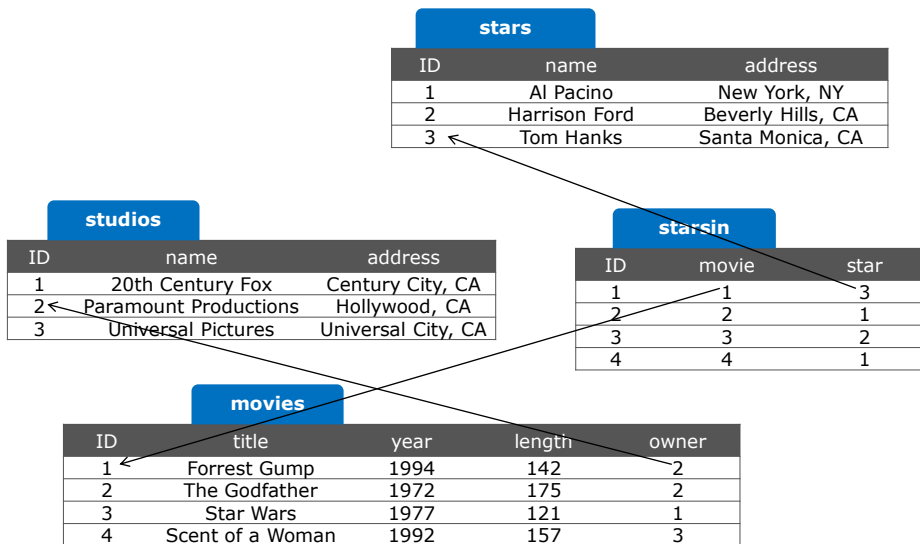 stars
ID name address
1 Al Pacino New York, NY
2 Harrison Ford Beverly Hills, CA
3 Tom Hanks Santa Monica, CA
studios
ID name address
1 20th Century Fox Century City, CA
2 Paramount Productions Hollywood, CA
3 Universal Pictures Universal City, CA
starsin
ID movie star
1 1 3
2 2 1
3 3 2
4 4 1
movies
ID title year length owner
1 Forrest Gump 1994 142 2
2 The Godfather 1972 175 2
3 Star Wars 1977 121 1
4 Scent of a Woman 1992 157 3